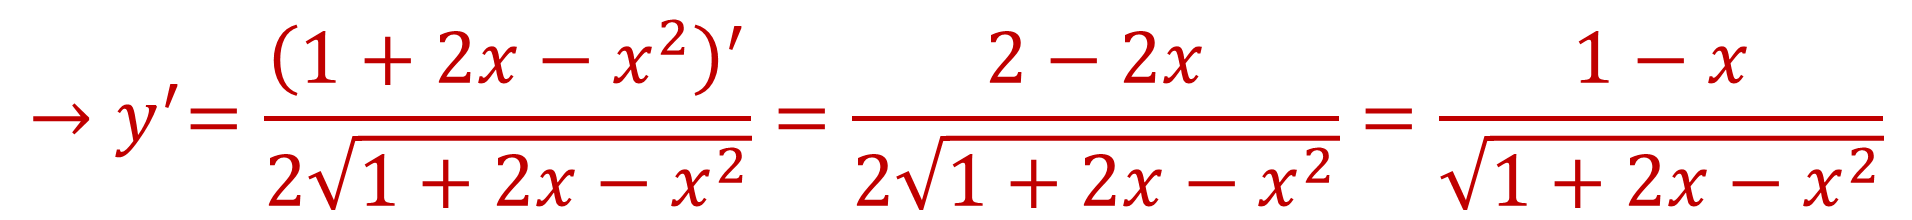 → y′ = (1 + 2x − x²)′ / 2√(1 + 2x − x²) = (2 − 2x) / 2√(1 + 2x − x²) = (1 − x) / √(1 + 2x − x²)